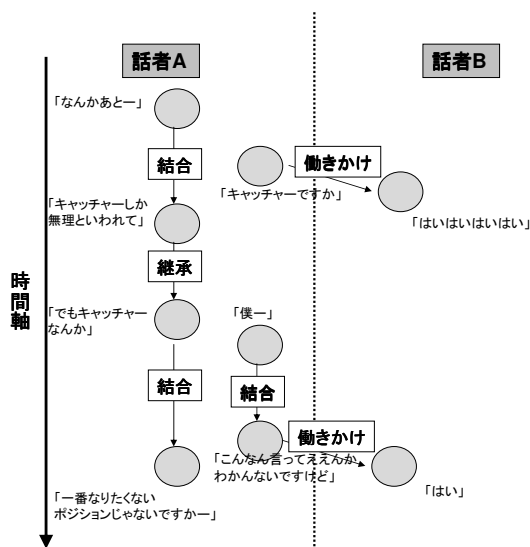 話者A
話者B
「なんかあとー」
結合
働きかけ
「キャッチャーですか」
「はいはいはいはい」
「キャッチャーしか
無理といわれて」
継承
時間軸
「でもキャッチャー
なんか」
「僕ー」
結合
結合
働きかけ
「こんなん言ってええんか
わかんないですけど」
「はい」
「一番なりたくない
ポジションじゃないですかー」